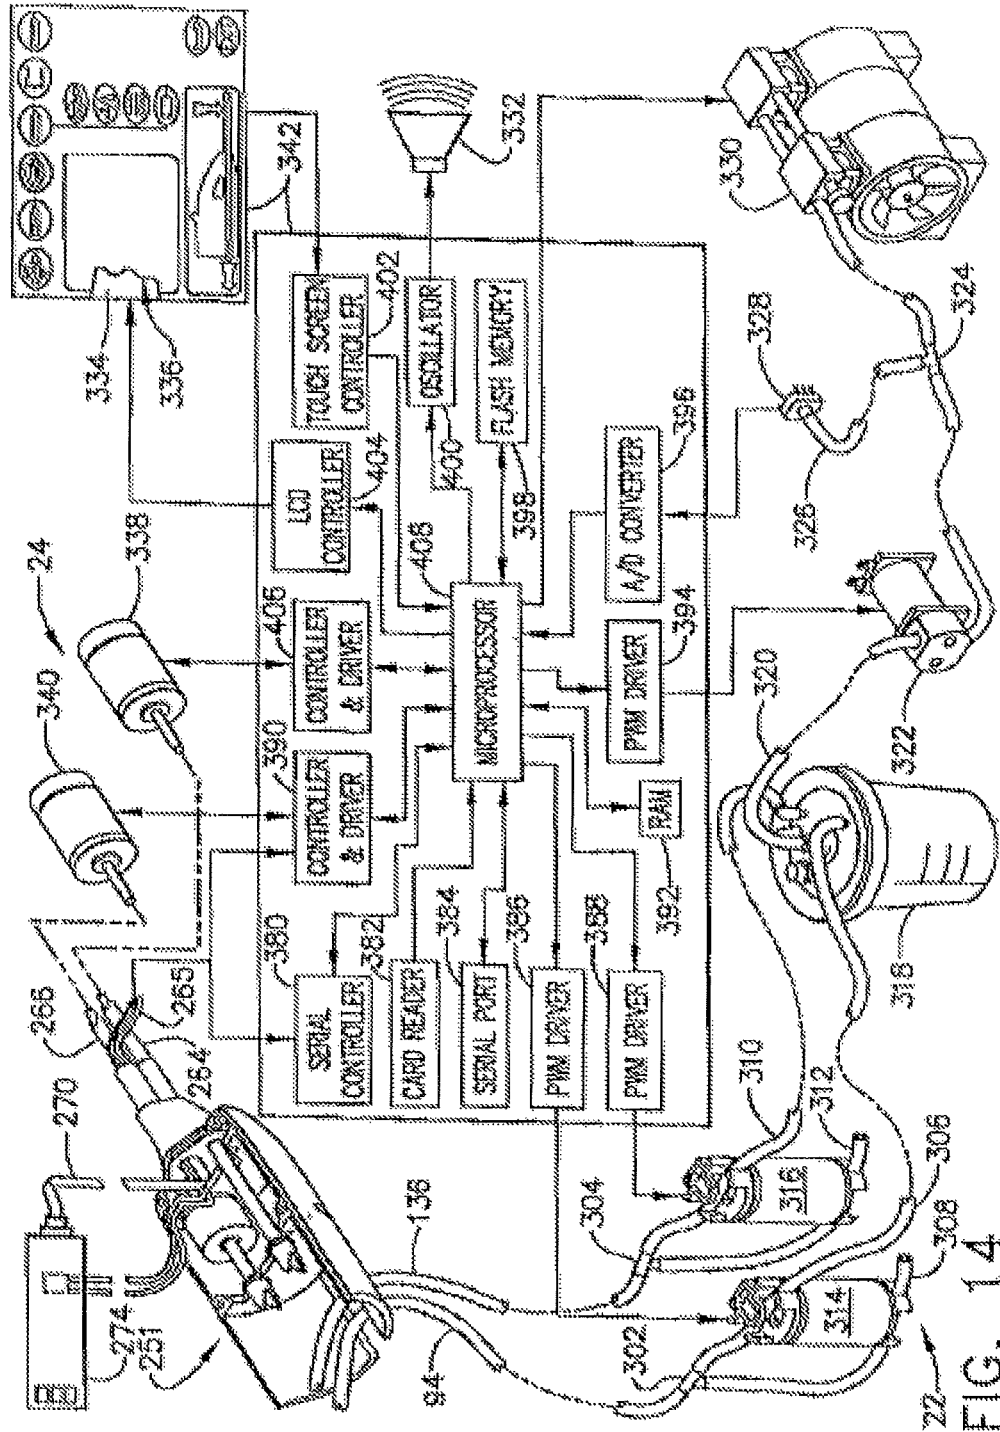 274
251
270
266
265
264
340
338
24
334
336
342
332
330
380
SERIAL
CONTROLLER
382
CARD READER
384
SERIAL PORT
386
PWM DRIVER
388
PWM DRIVER
390
CONTROLLER
& DRIVER
406
CONTROLLER
& DRIVER
404
LCD
CONTROLLER
402
TOUCH SCREEN
CONTROLLER
400
OSCILLATOR
398
FLASH MEMORY
408
MICROPROCESSOR
392
RAM
394
PWM DRIVER
396
A/D CONVERTER
136
94
302
304
314
316
306
308
310
312
318
320
322
324
326
328
22
FIG. 14